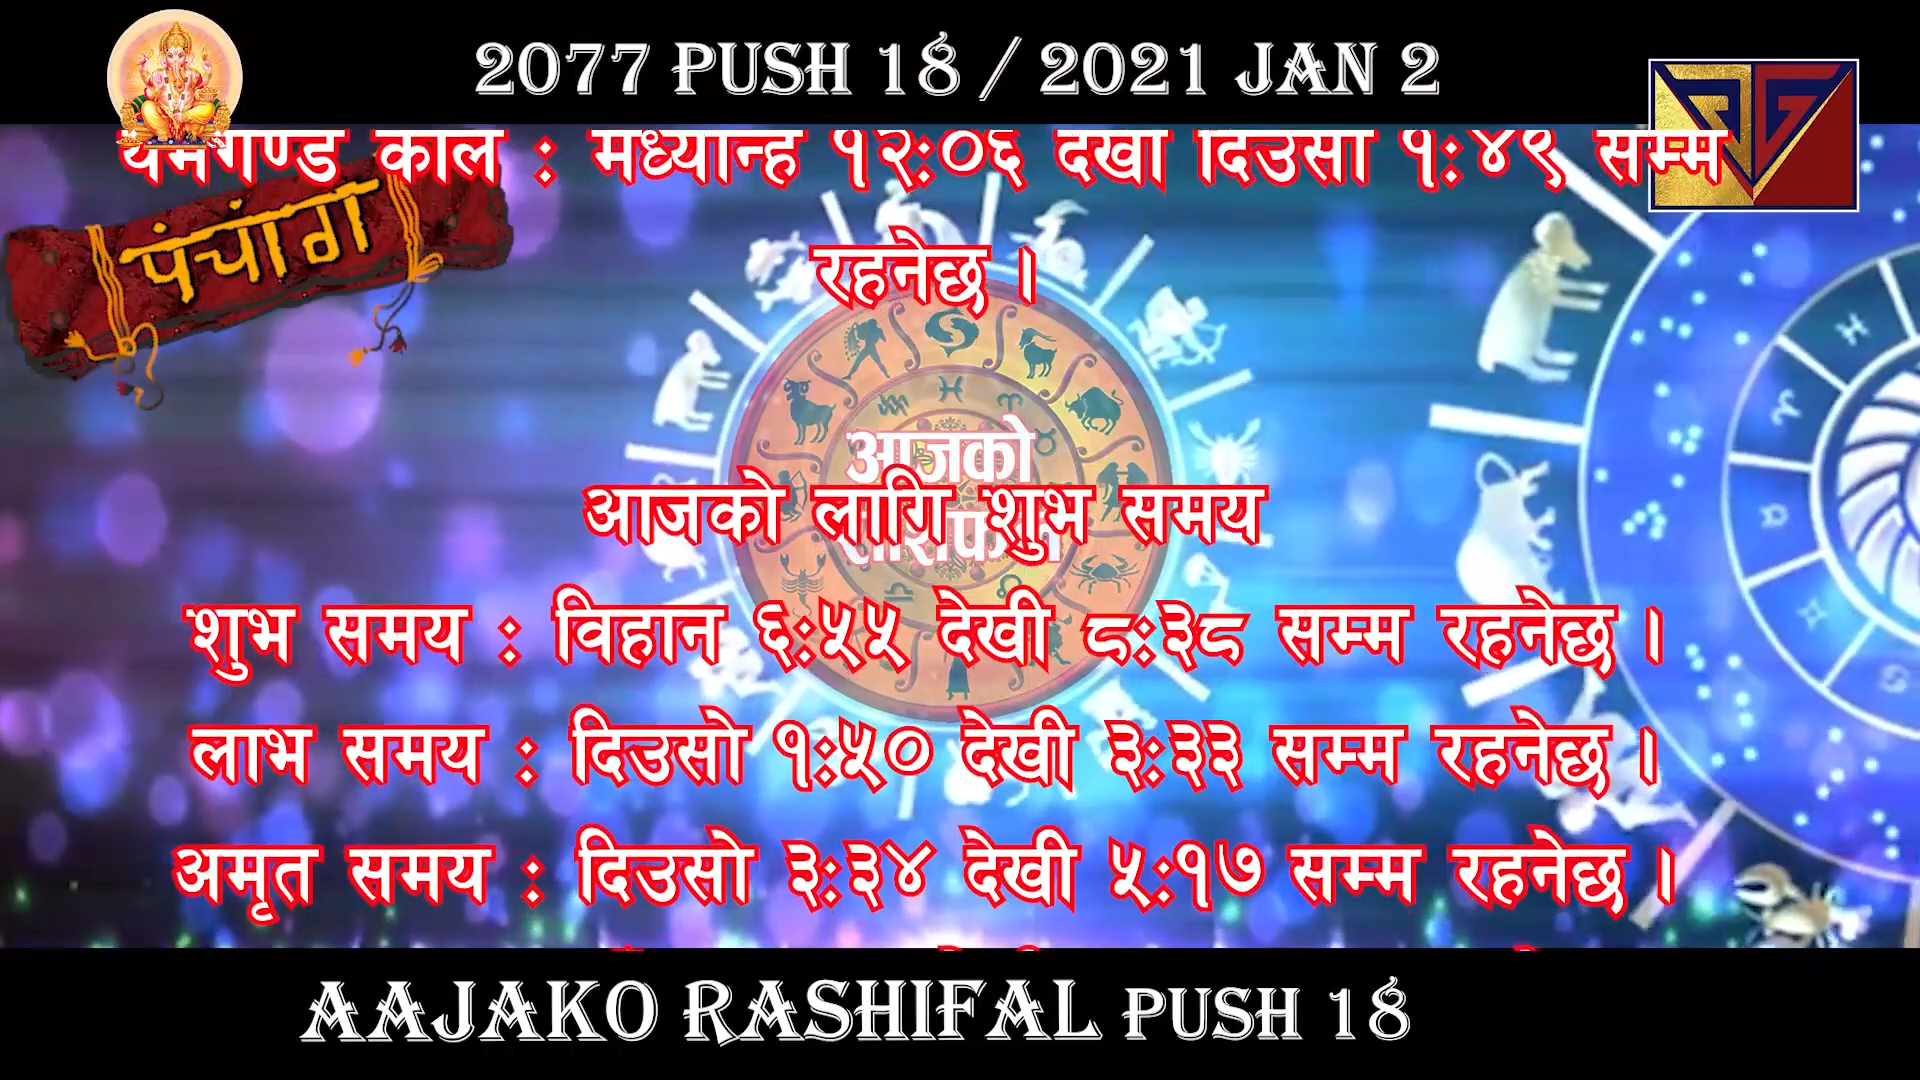 2077 PUSH 18 / 2021 JAN 2
यमगण्ड काल : मध्यान्ह १२:०६ देखी दिउसो १:४९ सम्म
रहनेछ ।
पंचांग
आजको
आजको लागि शुभ समय
शुभ समय : विहान ६:५५ देखी ८:३८ सम्म रहनेछ ।
लाभ समय : दिउसो १:५० देखी ३:३३ सम्म रहनेछ ।
अमृत समय : दिउसो ३:३४ देखी ५:१७ सम्म रहनेछ ।
AAJAKO RASHIFAL PUSH 18